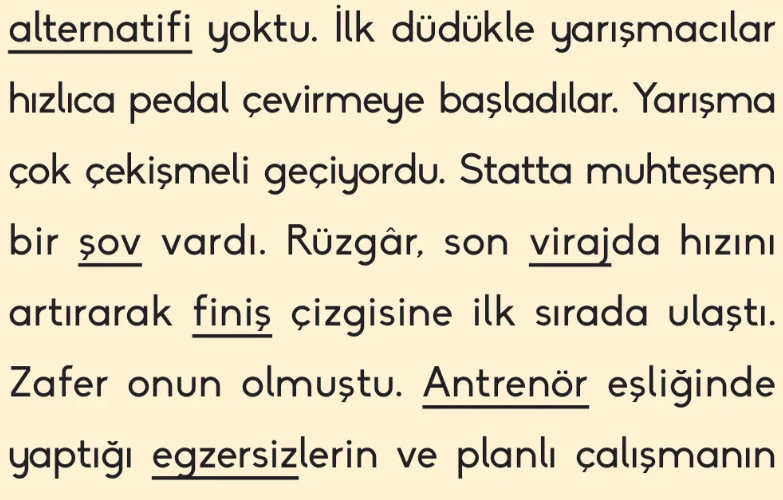 alternatifi yoktu. İlk düdükle yarışmacılar
hızlıca pedal çevirmeye başladılar. Yarışma
çok çekişmeli geçiyordu. Statta muhteşem
bir şov vardı. Rüzgâr, son virajda hızını
artırarak finiş çizgisine ilk sırada ulaştı.
Zafer onun olmuştu. Antrenör eşliğinde
yaptığı egzersizlerin ve planlı çalışmanın